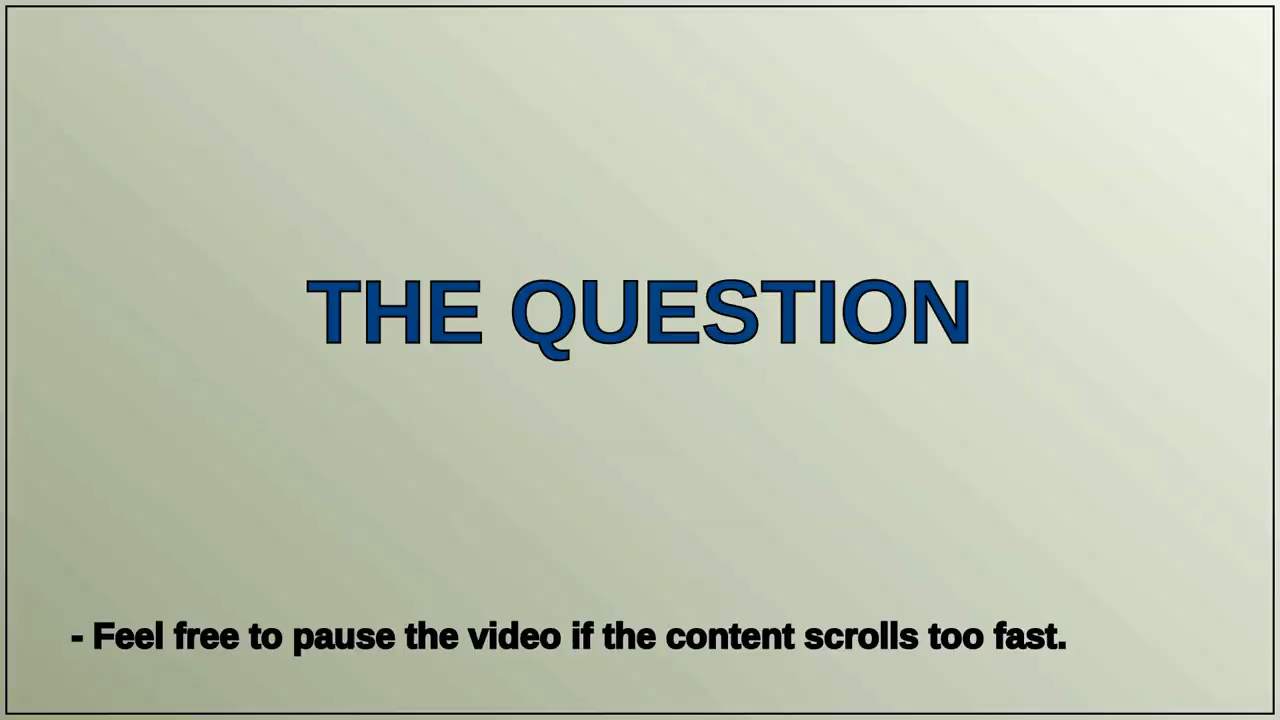 THE QUESTION
- Feel free to pause the video if the content scrolls too fast.